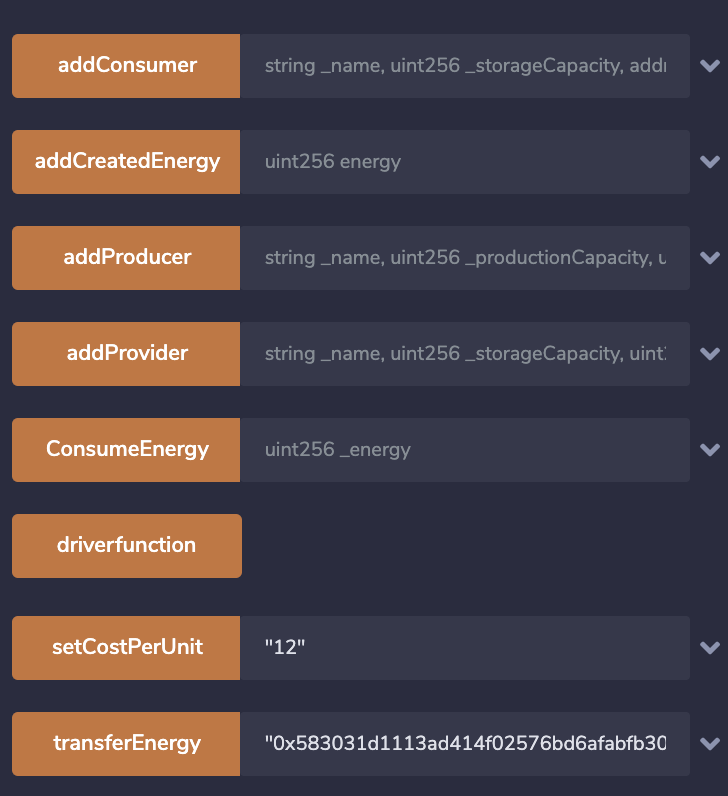 addConsumer string _name, uint256 _storageCapacity, addr
addCreatedEnergy uint256 energy
addProducer string _name, uint256 _productionCapacity, u
addProvider string _name, uint256 _storageCapacity, uint2
ConsumeEnergy uint256 _energy
driverfunction
setCostPerUnit "12"
transferEnergy "0x583031d1113ad414f02576bd6afabfb30